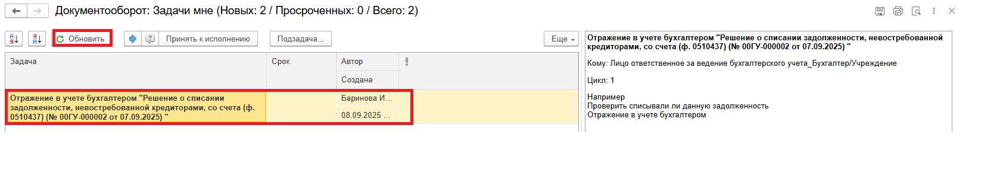 Документооборот: Задачи мне (Новых: 2 / Просроченных: 0 / Всего: 2)
А Я
Я А
Обновить
Принять к исполнению
Подзадача...
Еще
Задача
Срок
Автор
Создана
Отражение в учете бухгалтером "Решение о списании
задолженности, невостребованной кредиторами, со счета (ф.
0510437) (№ 00ГУ-000002 от 07.09.2025) "
Баринова И...
08.09.2025 ...
Отражение в учете бухгалтером "Решение о списании задолженности, невостребованной
кредиторами, со счета (ф. 0510437) (№ 00ГУ-000002 от 07.09.2025) "
Кому: Лицо ответственное за ведение бухгалтерского учета_Бухгалтер/Учреждение
Цикл: 1
Например
Проверить списывали ли данную задолженность
Отражение в учете бухгалтером